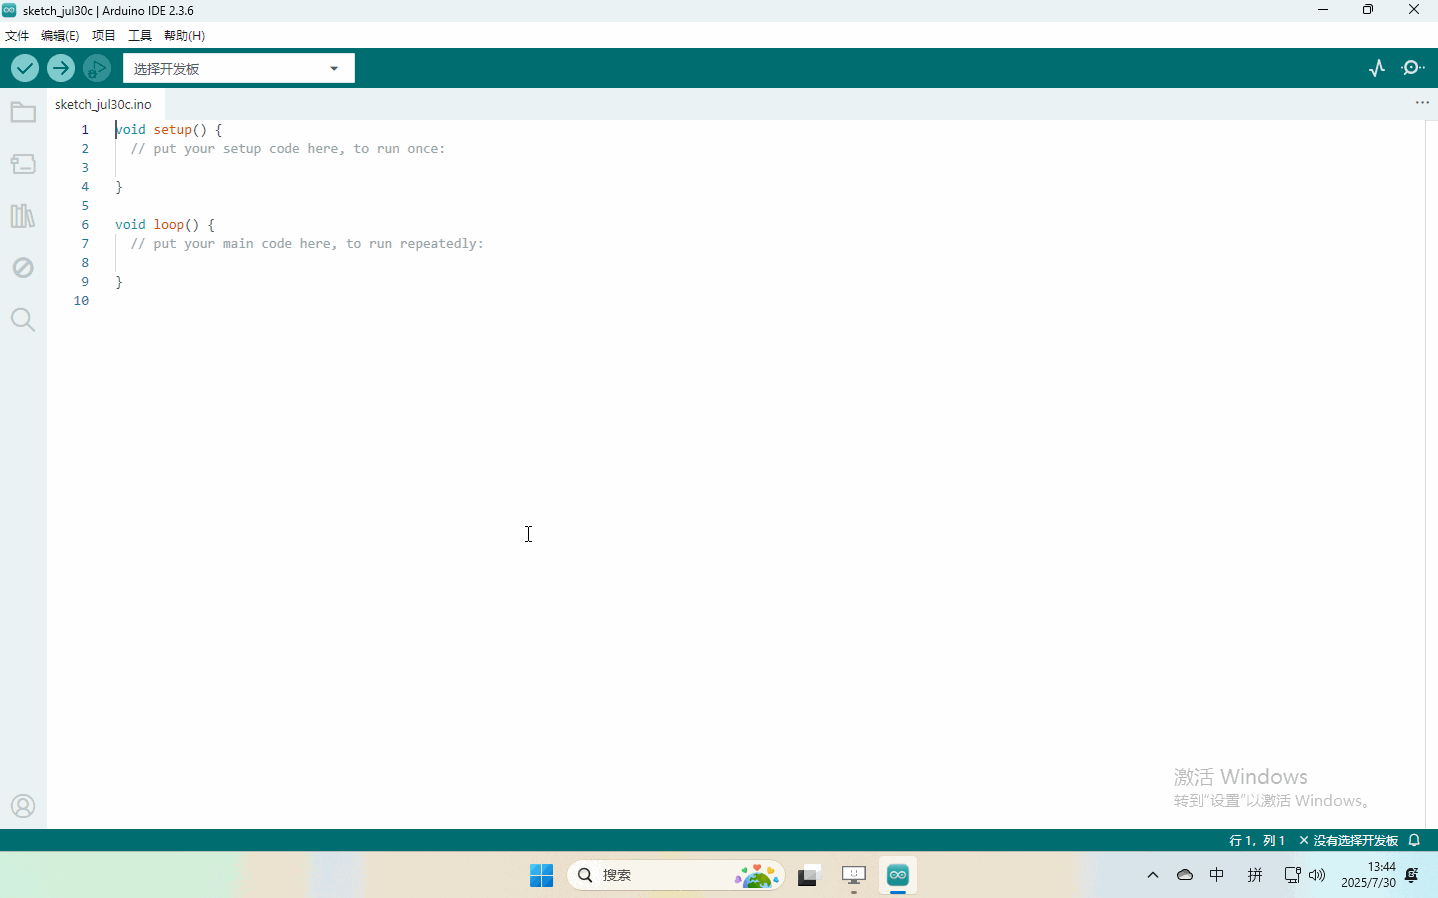 sketch_jul30c | Arduino IDE 2.3.6
文件 编辑(E) 项目 工具 帮助(H)
选择开发板
sketch_jul30c.ino
1 void setup() {
2 // put your setup code here, to run once:
3
4 }
5
6 void loop() {
7 // put your main code here, to run repeatedly:
8
9 }
10
激活 Windows
转到"设置"以激活 Windows。
行 1，列 1 × 没有选择开发板
搜索
中 拼 13:44
2025/7/30